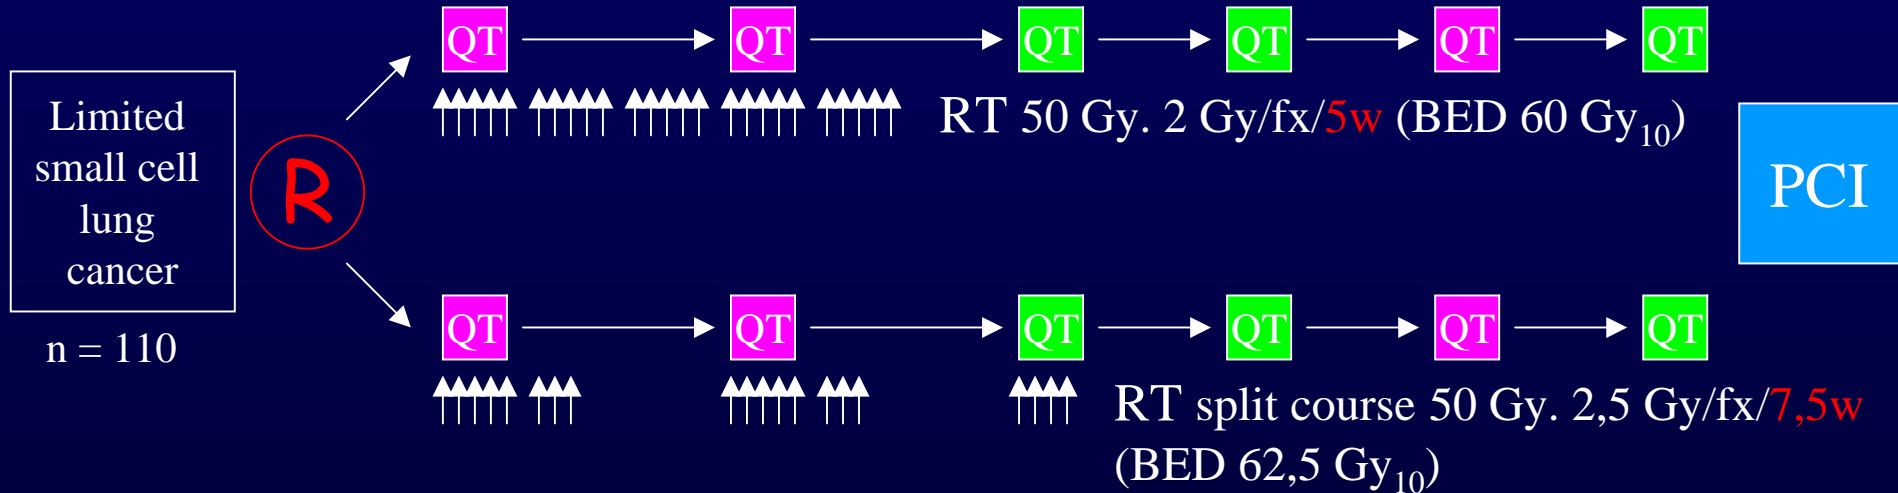 QT QT QT QT QT QT
Limited
small cell
lung
cancer
n = 110
R
RT 50 Gy. 2 Gy/fx/5w (BED 60 Gy10)
PCI
QT QT QT QT QT QT
RT split course 50 Gy. 2,5 Gy/fx/7,5w
(BED 62,5 Gy10)